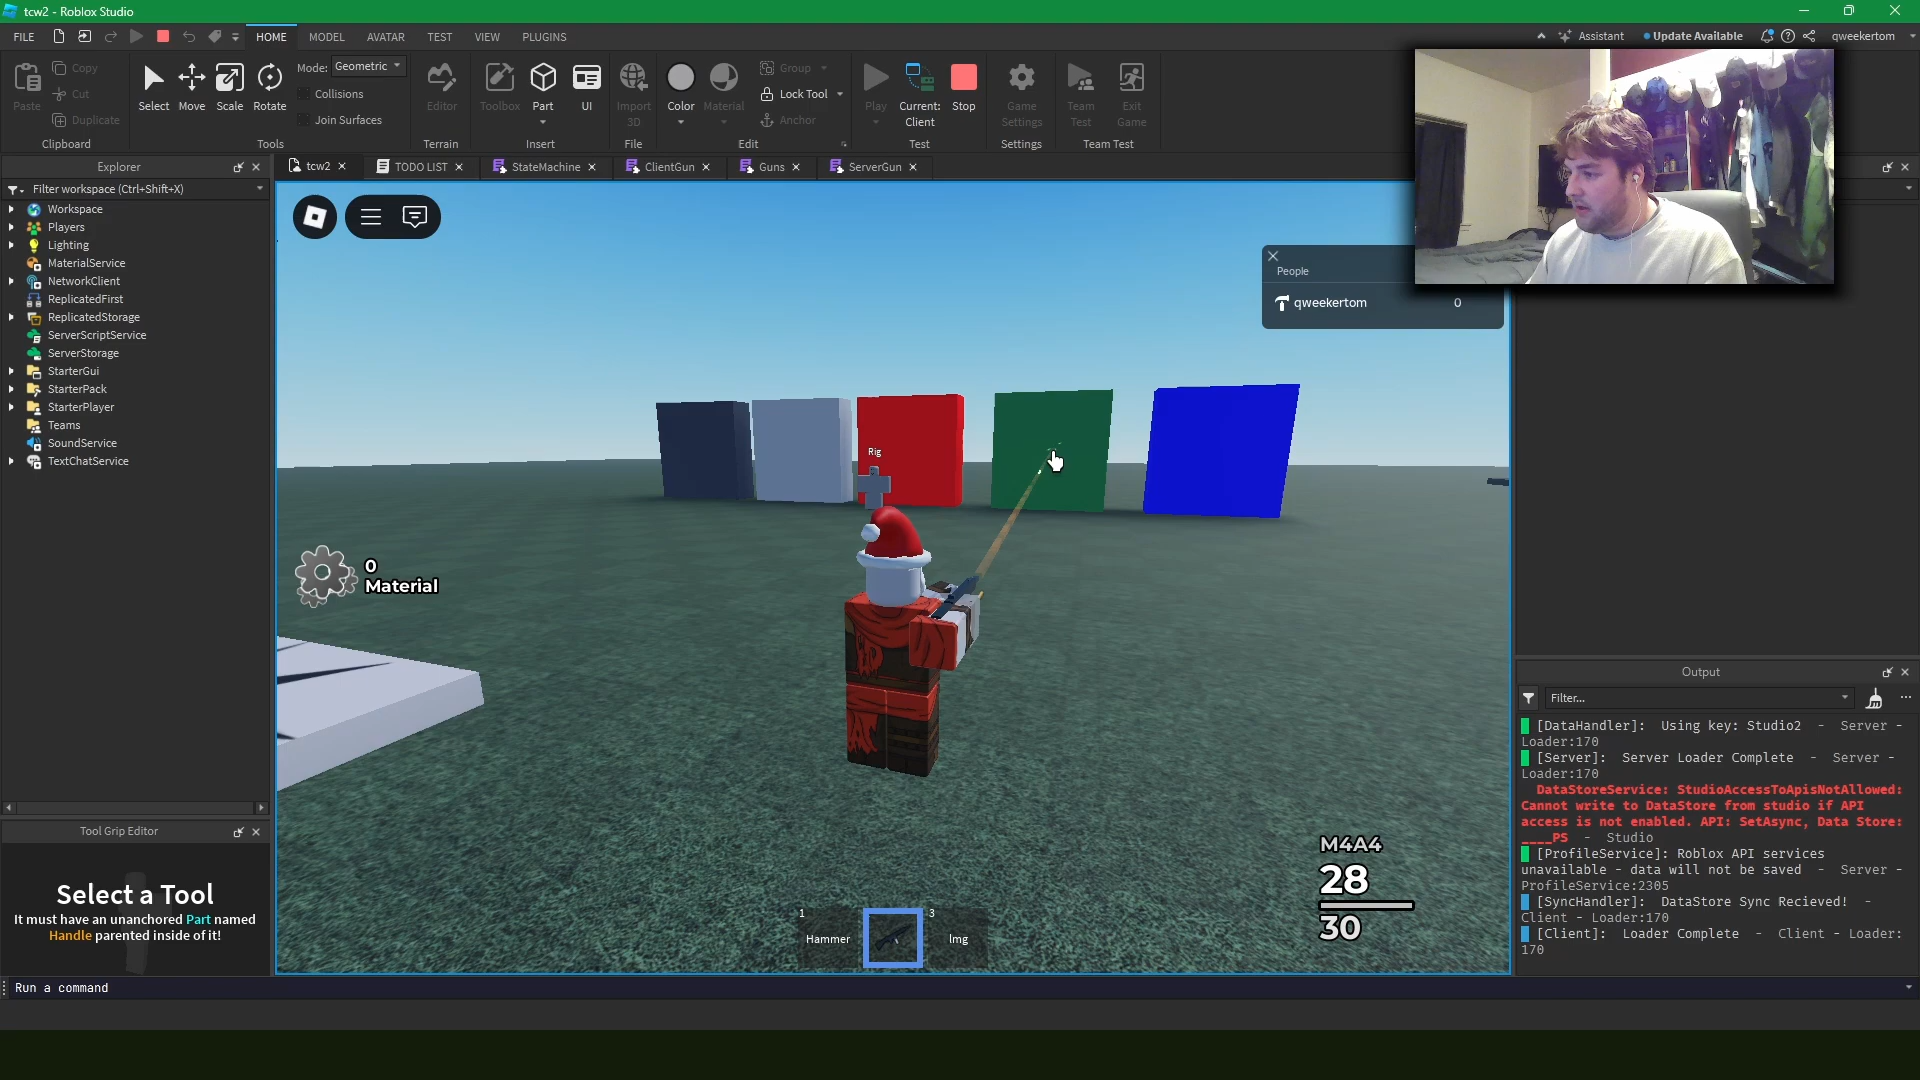 tcw2 - Roblox Studio
FILE HOME MODEL AVATAR TEST VIEW PLUGINS Assistant Update Available qweekertom
Paste Copy Cut Duplicate Clipboard
Select Move Scale Rotate Mode: Geometric Collisions Join Surfaces Tools
Editor Terrain
Toolbox Part UI Insert
Import 3D File
Color Material Group Lock Tool Anchor Edit
Play Current: Client Stop Test
Game Settings Settings
Team Test Exit Game Team Test
Explorer
tcw2 TODO LIST StateMachine ClientGun Guns ServerGun
Filter workspace (Ctrl+Shift+X)
Workspace
Players
Lighting
MaterialService
NetworkClient
ReplicatedFirst
ReplicatedStorage
ServerScriptService
ServerStorage
StarterGui
StarterPack
StarterPlayer
Teams
SoundService
TextChatService
Tool Grip Editor
Select a Tool
It must have an unanchored Part named
Handle parented inside of it!
People
qweekertom 0
Rig
0
Material
M4A4
28
30
1
Hammer
3
lmg
Output
Filter...
[DataHandler]: Using key: Studio2 - Server -
Loader:170
[Server]: Server Loader Complete - Server -
Loader:170
DataStoreService: StudioAccessToApisNotAllowed:
Cannot write to DataStore from studio if API
access is not enabled. API: SetAsync, Data Store:
____PS - Studio
[ProfileService]: Roblox API services
unavailable - data will not be saved - Server -
ProfileService:2305
[SyncHandler]: DataStore Sync Recieved! -
Client - Loader:170
[Client]: Loader Complete - Client - Loader:
170
Run a command